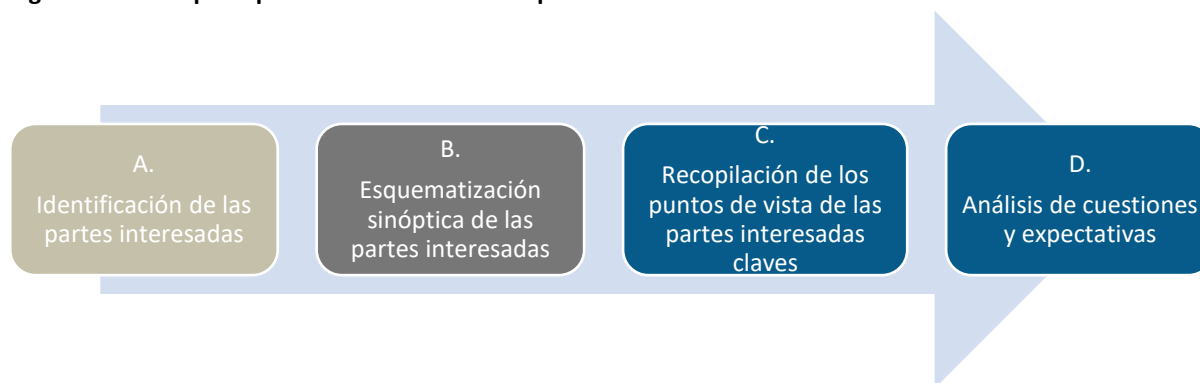 A.
Identificación de las
partes interesadas
B.
Esquematización
sinóptica de las
partes interesadas
C.
Recopilación de los
puntos de vista de las
partes interesadas
claves
D.
Análisis de cuestiones
y expectativas